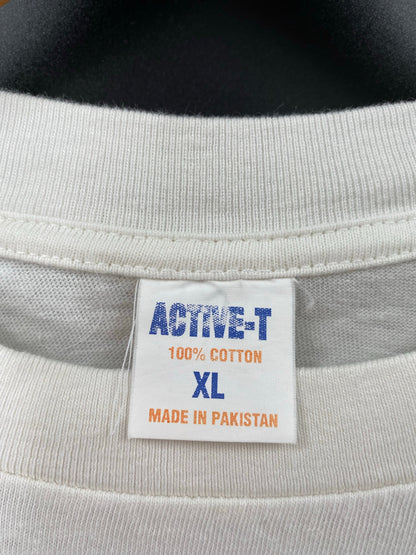 ACTIVE-T
100% COTTON
XL
MADE IN PAKISTAN